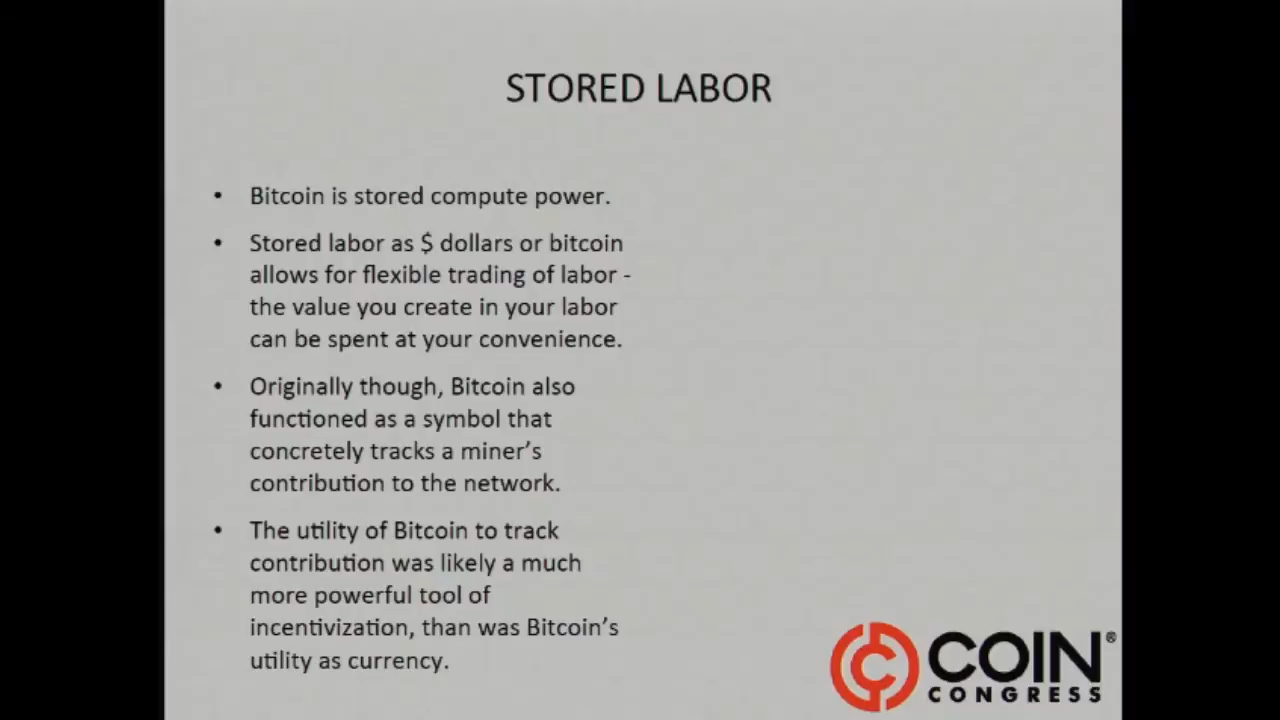 STORED LABOR
• Bitcoin is stored compute power.
• Stored labor as $ dollars or bitcoin
allows for flexible trading of labor -
the value you create in your labor
can be spent at your convenience.
• Originally though, Bitcoin also
functioned as a symbol that
concretely tracks a miner’s
contribution to the network.
• The utility of Bitcoin to track
contribution was likely a much
more powerful tool of
incentivization, than was Bitcoin’s
utility as currency.
COIN®
CONGRESS